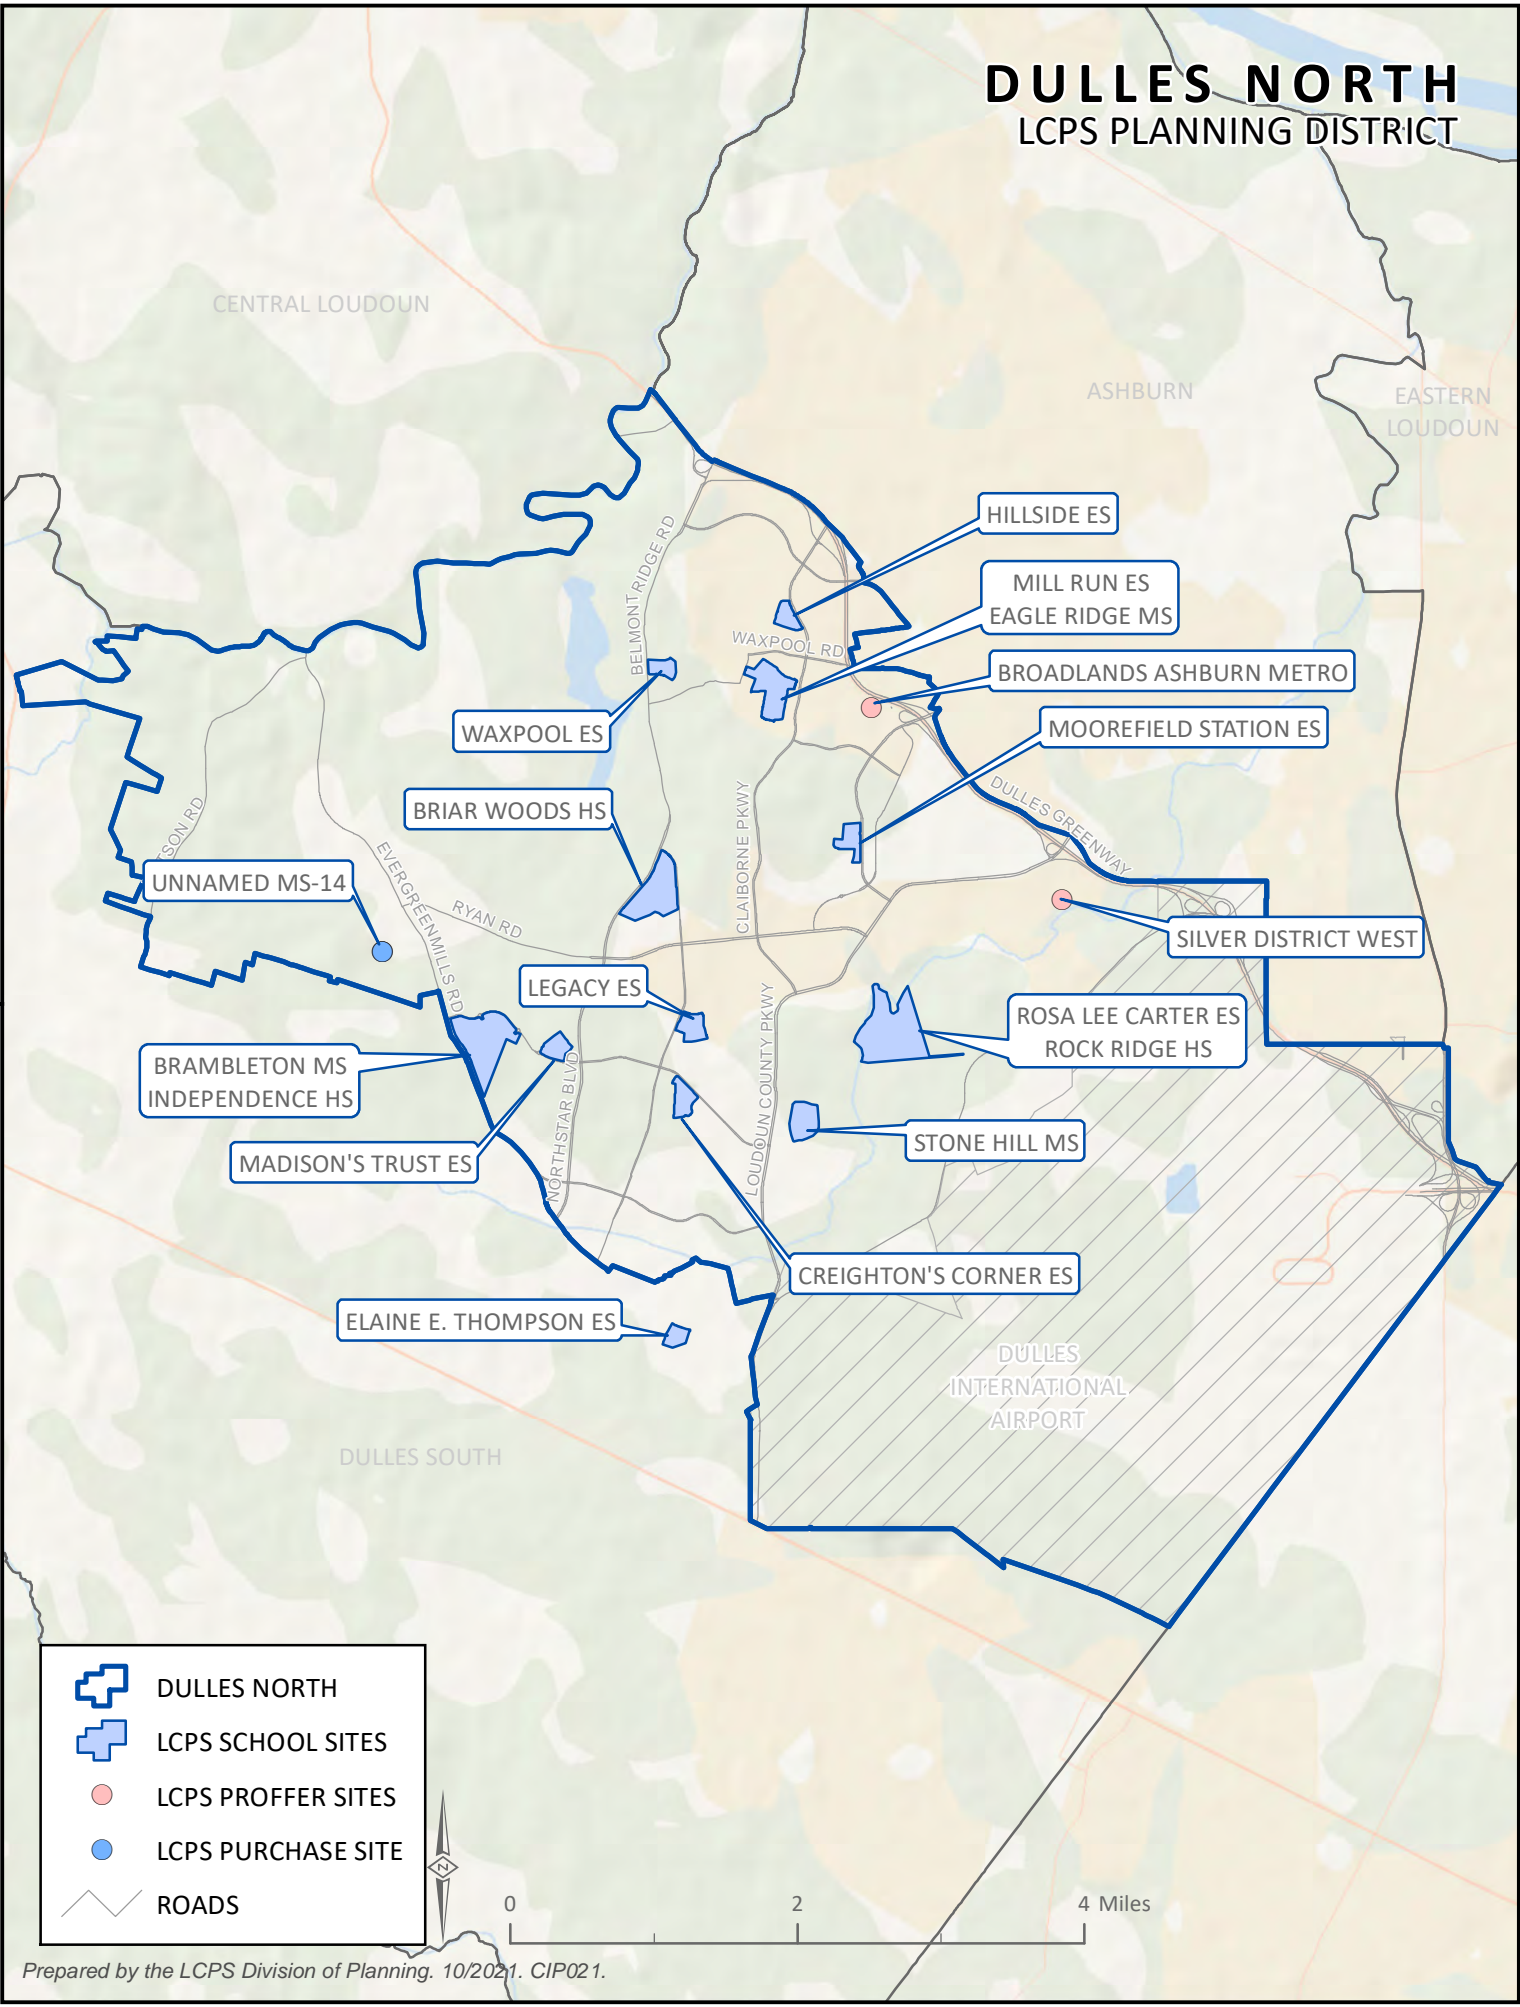 DULLES NORTH
LCPS PLANNING DISTRICT
CENTRAL LOUDOUN
ASHBURN
EASTERN
LOUDOUN
HILLSIDE ES
BELMONT RIDGE RD
MILL RUN ES
EAGLE RIDGE MS
WAXPOOL RD
BROADLANDS ASHBURN METRO
WAXPOOL ES
MOOREFIELD STATION ES
BRIAR WOODS HS
CLAIBORNE PKWY
DULLES GREENWAY
TSON RD
UNNAMED MS-14
EVERGREENMILLS RD
RYAN RD
SILVER DISTRICT WEST
LEGACY ES
LOUDOUN COUNTY PKWY
ROSA LEE CARTER ES
ROCK RIDGE HS
BRAMBLETON MS
INDEPENDENCE HS
NORTHSTAR BLVD
STONE HILL MS
MADISON'S TRUST ES
CREIGHTON'S CORNER ES
ELAINE E. THOMPSON ES
DULLES
INTERNATIONAL
AIRPORT
DULLES SOUTH
DULLES NORTH
LCPS SCHOOL SITES
LCPS PROFFER SITES
LCPS PURCHASE SITE
ROADS
N
0 2 4 Miles
Prepared by the LCPS Division of Planning. 10/2021. CIP021.